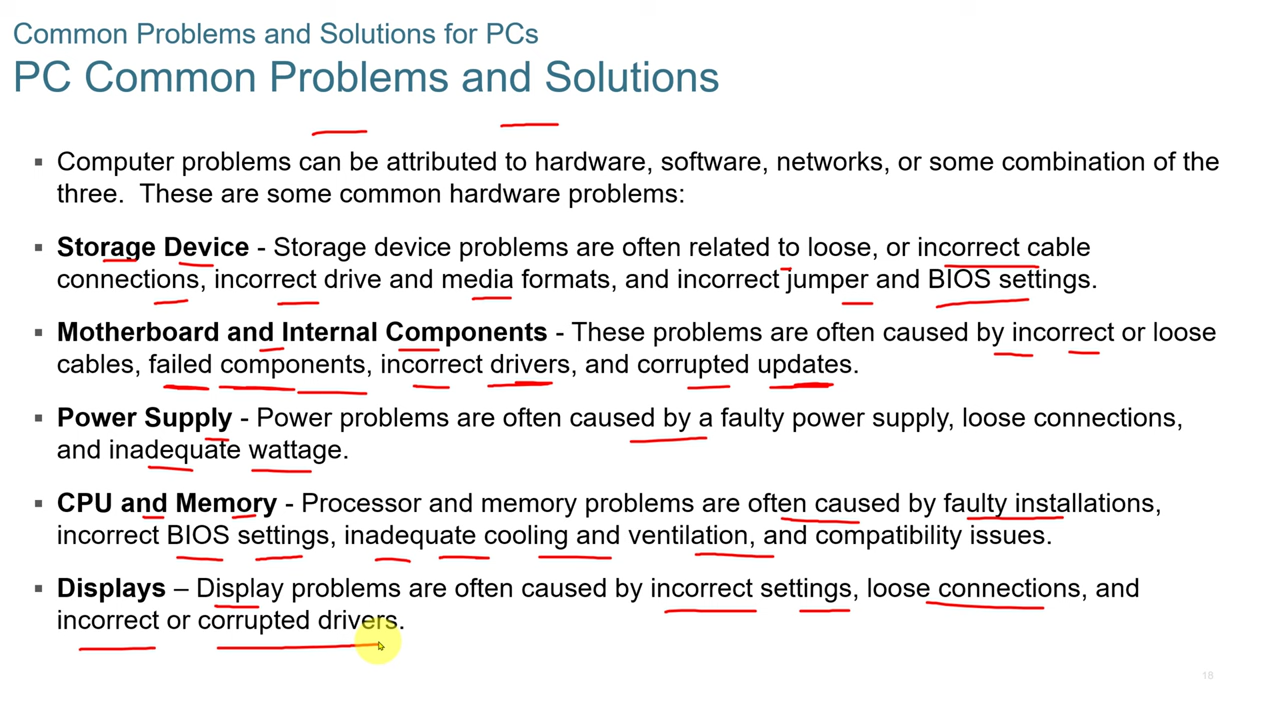 Common Problems and Solutions for PCs
PC Common Problems and Solutions
▪ Computer problems can be attributed to hardware, software, networks, or some combination of the
three.  These are some common hardware problems:
▪ Storage Device - Storage device problems are often related to loose, or incorrect cable
connections, incorrect drive and media formats, and incorrect jumper and BIOS settings.
▪ Motherboard and Internal Components - These problems are often caused by incorrect or loose
cables, failed components, incorrect drivers, and corrupted updates.
▪ Power Supply - Power problems are often caused by a faulty power supply, loose connections,
and inadequate wattage.
▪ CPU and Memory - Processor and memory problems are often caused by faulty installations,
incorrect BIOS settings, inadequate cooling and ventilation, and compatibility issues.
▪ Displays – Display problems are often caused by incorrect settings, loose connections, and
incorrect or corrupted drivers.
18